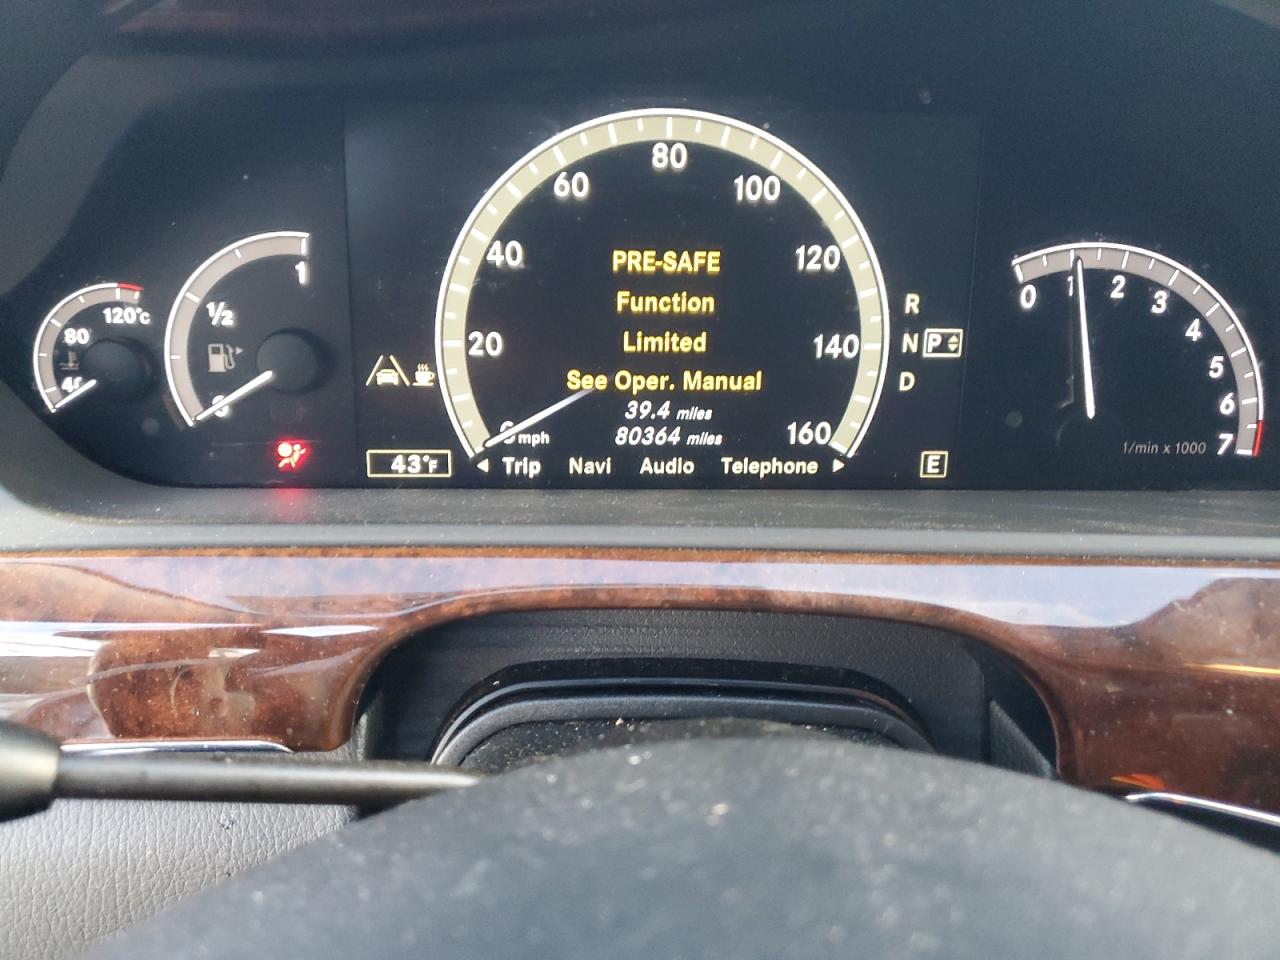 80
60 100
40 120
20 140
0 mph 160
PRE-SAFE
Function
Limited
See Oper. Manual
39.4 miles
80364 miles
Trip Navi Audio Telephone
120°C
80
40
1
1/2
43°F
R
N P
D
E
0 1 2 3 4 5 6 7
1/min x 1000